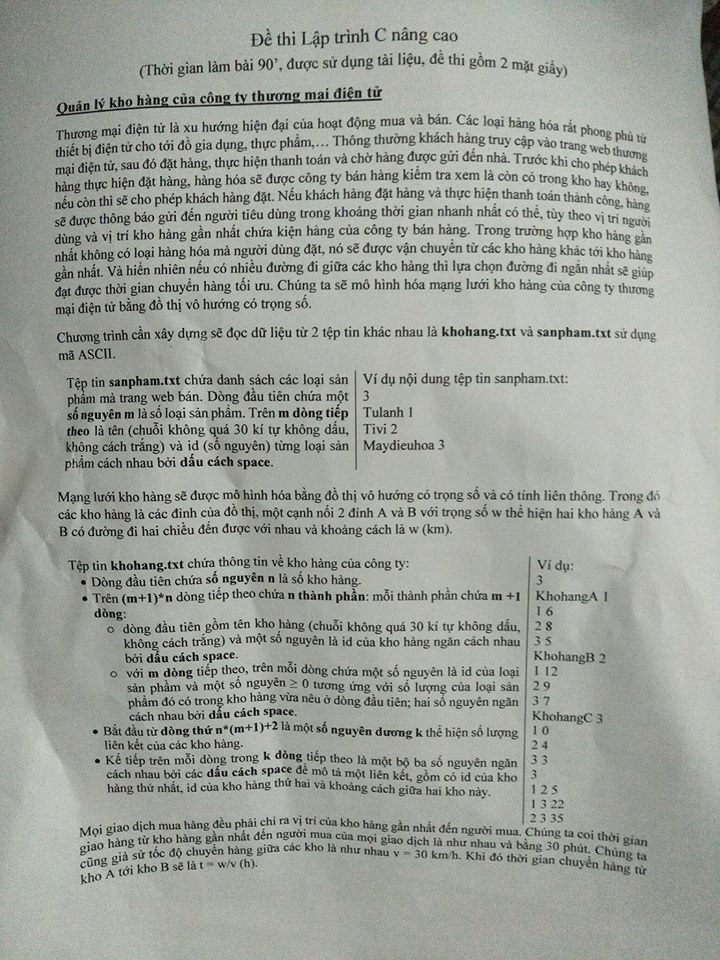 Đề thi Lập trình C nâng cao
(Thời gian làm bài 90’, được sử dụng tài liệu, đề thi gồm 2 mặt giấy)
Quản lý kho hàng của công ty thương mại điện tử
Thương mại điện tử là xu hướng hiện đại của hoạt động mua và bán. Các loại hàng hóa rất phong phú từ
thiết bị điện tử cho tới đồ gia dụng, thực phẩm,… Thông thường khách hàng truy cập vào trang web thương
mại điện tử, sau đó đặt hàng, thực hiện thanh toán và chờ hàng được gửi đến nhà. Trước khi cho phép khách
hàng thực hiện đặt hàng, hàng hóa sẽ được công ty bán hàng kiểm tra xem là còn có trong kho hay không,
nếu còn thì sẽ cho phép khách hàng đặt. Nếu khách hàng đặt hàng và thực hiện thanh toán thành công, hàng
sẽ được thông báo gửi đến người tiêu dùng trong khoảng thời gian nhanh nhất có thể, tùy theo vị trí người
dùng và vị trí kho hàng gần nhất chứa kiện hàng của công ty bán hàng. Trong trường hợp kho hàng gần
nhất không có loại hàng hóa mà người dùng đặt, nó sẽ được vận chuyển từ các kho hàng khác tới kho hàng
gần nhất. Và hiển nhiên nếu có nhiều đường đi giữa các kho hàng thì lựa chọn đường đi ngắn nhất sẽ giúp
đạt được thời gian chuyển hàng tối ưu. Chúng ta sẽ mô hình hóa mạng lưới kho hàng của công ty thương
mại điện tử bằng đồ thị vô hướng có trọng số.
Chương trình cần xây dựng sẽ đọc dữ liệu từ 2 tệp tin khác nhau là khohang.txt và sanpham.txt sử dụng
mã ASCII.
Tệp tin sanpham.txt chứa danh sách các loại sản
phẩm mà trang web bán. Dòng đầu tiên chứa một
số nguyên m là số loại sản phẩm. Trên m dòng tiếp
theo là tên (chuỗi không quá 30 kí tự không dấu,
không cách trắng) và id (số nguyên) từng loại sản
phẩm cách nhau bởi dấu cách space.
Ví dụ nội dung tệp tin sanpham.txt:
3
Tulanh 1
Tivi 2
Maydieuhoa 3
Mạng lưới kho hàng sẽ được mô hình hóa bằng đồ thị vô hướng có trọng số và có tính liên thông. Trong đó
các kho hàng là các đỉnh của đồ thị, một cạnh nối 2 đỉnh A và B với trọng số w thể hiện hai kho hàng A và
B có đường đi hai chiều đến được với nhau và khoảng cách là w (km).
Tệp tin khohang.txt chứa thông tin về kho hàng của công ty:
• Dòng đầu tiên chứa số nguyên n là số kho hàng.
• Trên (m+1)*n dòng tiếp theo chứa n thành phần: mỗi thành phần chứa m +1
dòng:
o dòng đầu tiên gồm tên kho hàng (chuỗi không quá 30 kí tự không dấu,
không cách trắng) và một số nguyên là id của kho hàng ngăn cách nhau
bởi dấu cách space.
o với m dòng tiếp theo, trên mỗi dòng chứa một số nguyên là id của loại
sản phẩm và một số nguyên ≥ 0 tương ứng với số lượng của loại sản
phẩm đó có trong kho hàng vừa nêu ở dòng đầu tiên; hai số nguyên ngăn
cách nhau bởi dấu cách space.
• Bắt đầu từ dòng thứ n*(m+1)+2 là một số nguyên dương k thể hiện số lượng
liên kết của các kho hàng.
• Kế tiếp trên mỗi dòng trong k dòng tiếp theo là một bộ ba số nguyên ngăn
cách nhau bởi các dấu cách space để mô tả một liên kết, gồm có id của kho
hàng thứ nhất, id của kho hàng thứ hai và khoảng cách giữa hai kho này.
Ví dụ:
3
KhohangA 1
1 6
2 8
3 5
KhohangB 2
1 12
2 9
3 7
KhohangC 3
1 0
2 4
3 3
3
1 2 5
1 3 22
2 3 35
Mọi giao dịch mua hàng đều phải chỉ ra vị trí của kho hàng gần nhất đến người mua. Chúng ta coi thời gian
giao hàng từ kho hàng gần nhất đến người mua của mọi giao dịch là như nhau và bằng 30 phút. Chúng ta
cũng giả sử tốc độ chuyển hàng giữa các kho là như nhau v = 30 km/h. Khi đó thời gian chuyển hàng từ
kho A tới kho B sẽ là t = w/v (h).